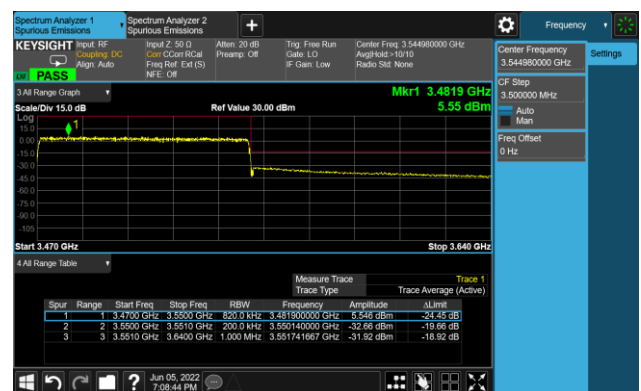 Spectrum Analyzer 1
Spurious Emissions
Spectrum Analyzer 2
Spurious Emissions
Frequency
KEYSIGHT
Input: RF
Coupling: DC
Align: Auto
Input Z: 50 Ω
Corr CCorr RCal
Freq Ref: Ext (S)
NFE: Off
Atten: 20 dB
Preamp: Off
Trig: Free Run
Gate: LO
IF Gain: Low
Center Freq: 3.544980000 GHz
Avg|Hold:>10/10
Radio Std: None
PASS
Center Frequency
3.544980000 GHz
Settings
CF Step
3.500000 MHz
Auto
Man
Freq Offset
0 Hz
3 All Range Graph
Mkr1 3.4819 GHz
5.55 dBm
Scale/Div 15.0 dB
Ref Value 30.00 dBm
Log
15.0
0.00
-15.0
-30.0
-45.0
-60.0
-75.0
-90.0
-105
1
Start 3.470 GHz
Stop 3.640 GHz
4 All Range Table
Measure Trace Trace 1
Trace Type Trace Average (Active)
Spur Range Start Freq Stop Freq RBW Frequency Amplitude ΔLimit
1 1 3.4700 GHz 3.5500 GHz 820.0 kHz 3.481900000 GHz 5.546 dBm -24.45 dB
2 2 3.5500 GHz 3.5510 GHz 200.0 kHz 3.550140000 GHz -32.66 dBm -19.66 dB
3 3 3.5510 GHz 3.6400 GHz 1.000 MHz 3.551741667 GHz -31.92 dBm -18.92 dB
Jun 05, 2022
7:08:44 PM